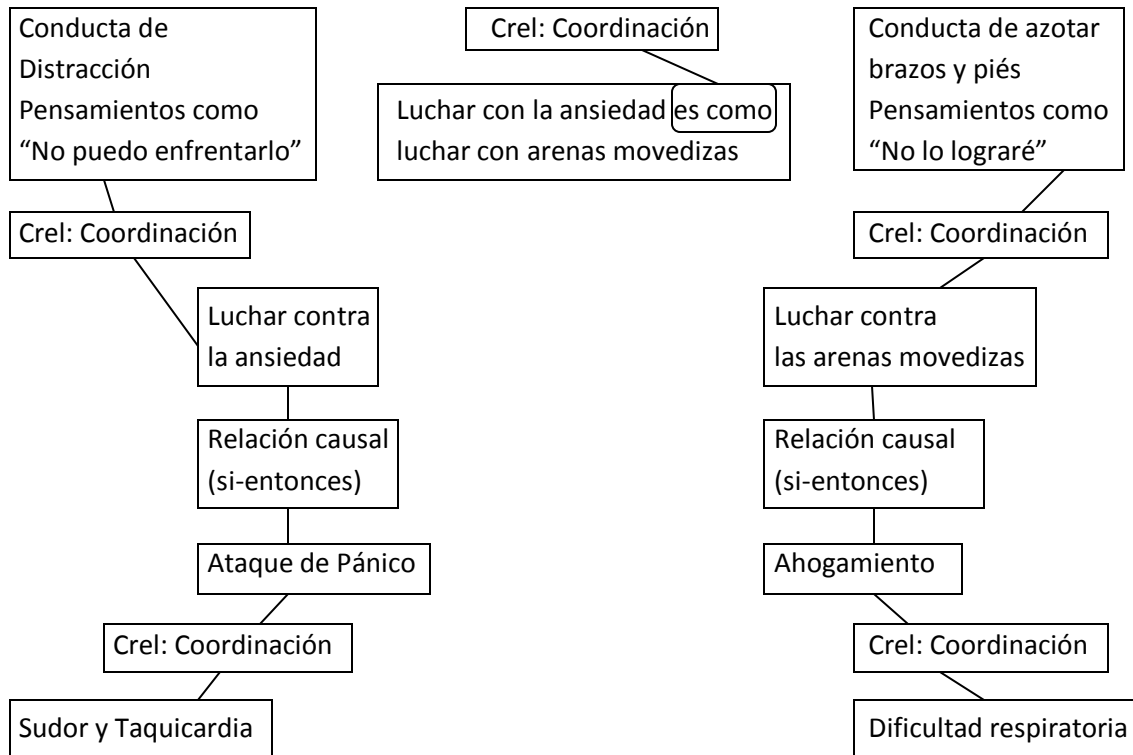 Conducta de
Distracción
Pensamientos como
“No puedo enfrentarlo”
Crel: Coordinación
Luchar con la ansiedad es como
luchar con arenas movedizas
Conducta de azotar
brazos y piés
Pensamientos como
“No lo lograré”
Crel: Coordinación
Crel: Coordinación
Luchar contra
la ansiedad
Luchar contra
las arenas movedizas
Relación causal
(si-entonces)
Relación causal
(si-entonces)
Ataque de Pánico
Ahogamiento
Crel: Coordinación
Crel: Coordinación
Sudor y Taquicardia
Dificultad respiratoria